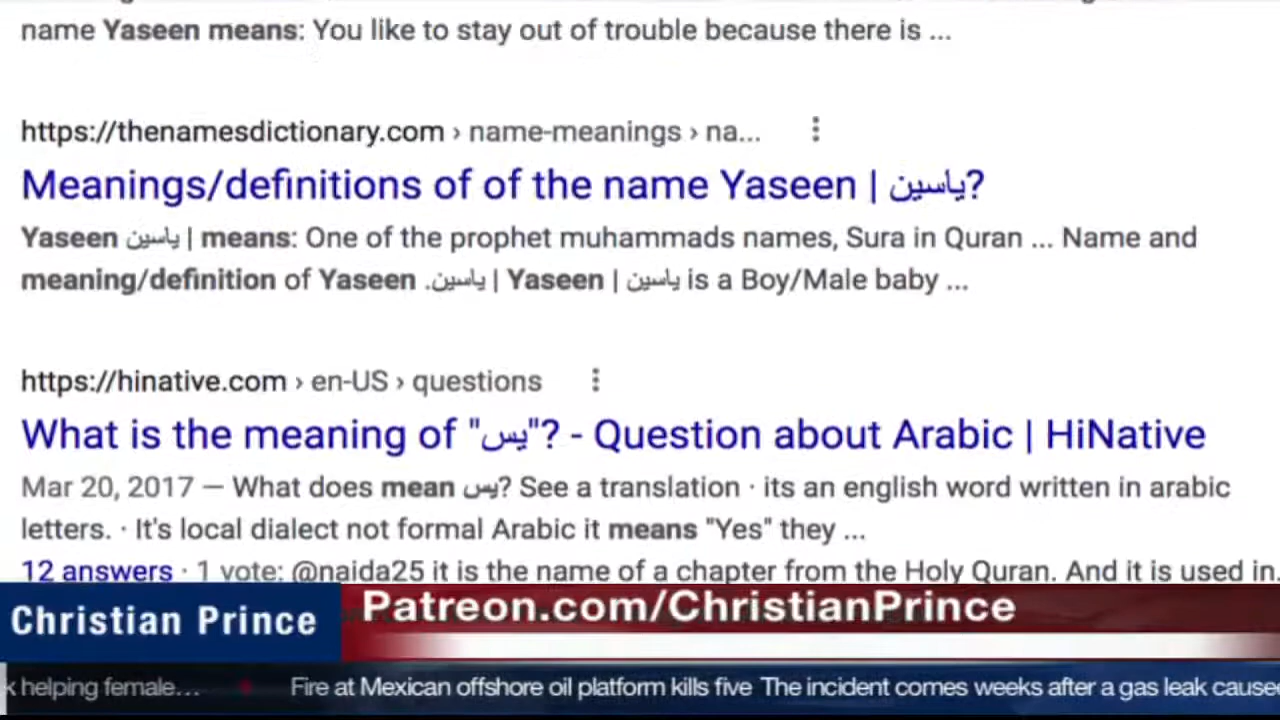 name Yaseen means: You like to stay out of trouble because there is ...
https://thenamesdictionary.com › name-meanings › na...
Meanings/definitions of of the name Yaseen | ياسين?
Yaseen ياسين | means: One of the prophet muhammads names, Sura in Quran ... Name and
meaning/definition of Yaseen .ياسين | Yaseen | ياسين is a Boy/Male baby ...
https://hinative.com › en-US › questions
What is the meaning of "يس"? - Question about Arabic | HiNative
Mar 20, 2017 — What does mean يس? See a translation · its an english word written in arabic
letters. · It's local dialect not formal Arabic it means "Yes" they ...
12 answers · 1 vote: @naida25 it is the name of a chapter from the Holy Quran. And it is used in.
Christian Prince
Patreon.com/ChristianPrince
helping female... Fire at Mexican offshore oil platform kills five The incident comes weeks after a gas leak cause